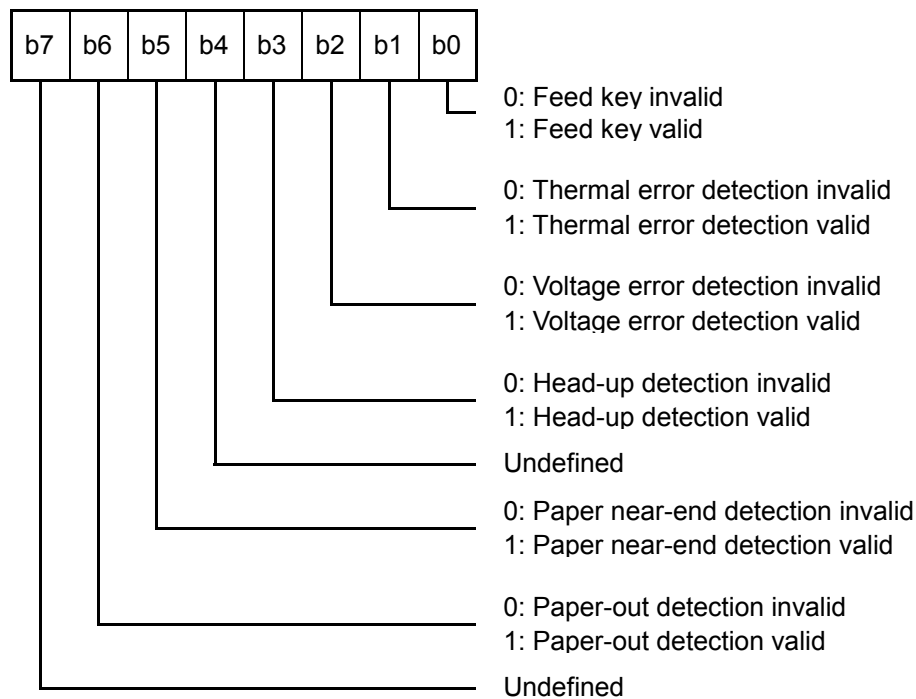 b7 b6 b5 b4 b3 b2 b1 b0
0: Feed key invalid
1: Feed key valid
0: Thermal error detection invalid
1: Thermal error detection valid
0: Voltage error detection invalid
1: Voltage error detection valid
0: Head-up detection invalid
1: Head-up detection valid
Undefined
0: Paper near-end detection invalid
1: Paper near-end detection valid
0: Paper-out detection invalid
1: Paper-out detection valid
Undefined